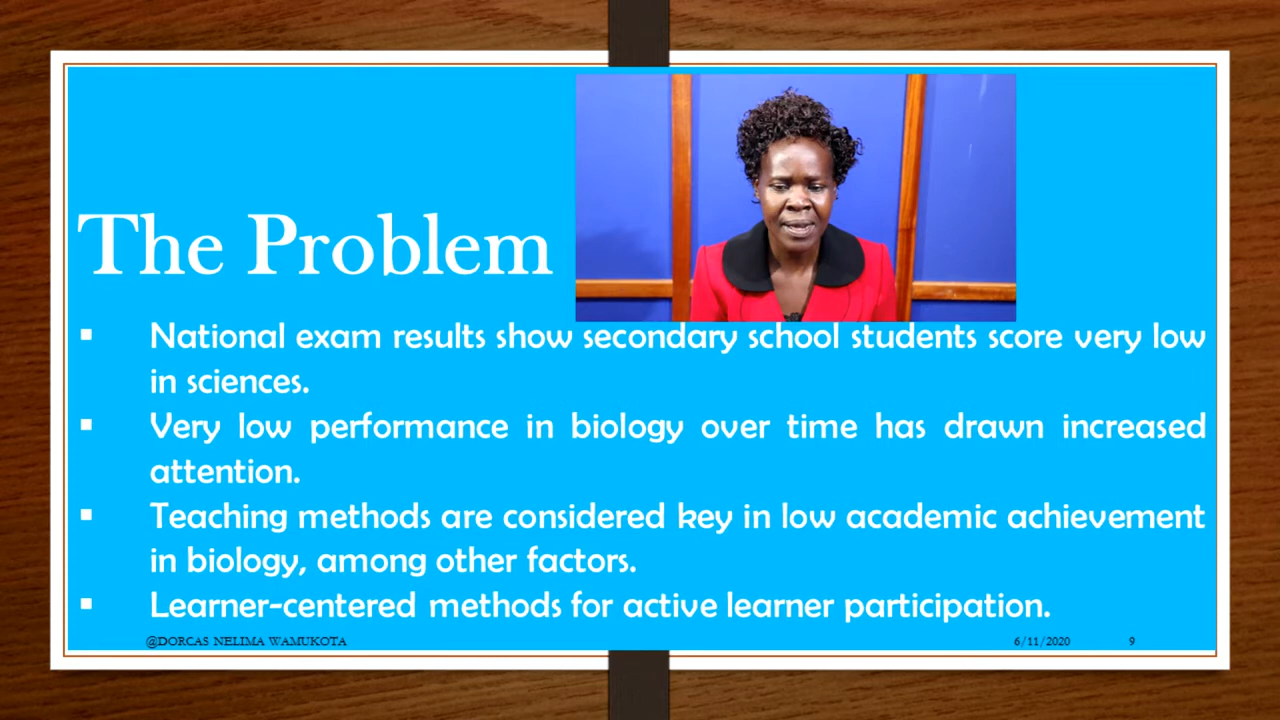 The Problem
▪ National exam results show secondary school students score very low
in sciences.
▪ Very low performance in biology over time has drawn increased
attention.
▪ Teaching methods are considered key in low academic achievement
in biology, among other factors.
▪ Learner-centered methods for active learner participation.
@DORCAS NELIMA WAMUKOTA 6/11/2020 9